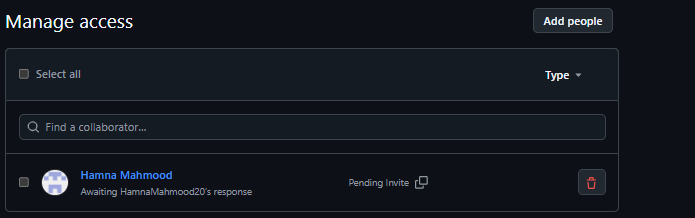 Manage access
Add people
Select all
Type
Find a collaborator...
Hamna Mahmood
Awaiting HamnaMahmood20's response
Pending Invite